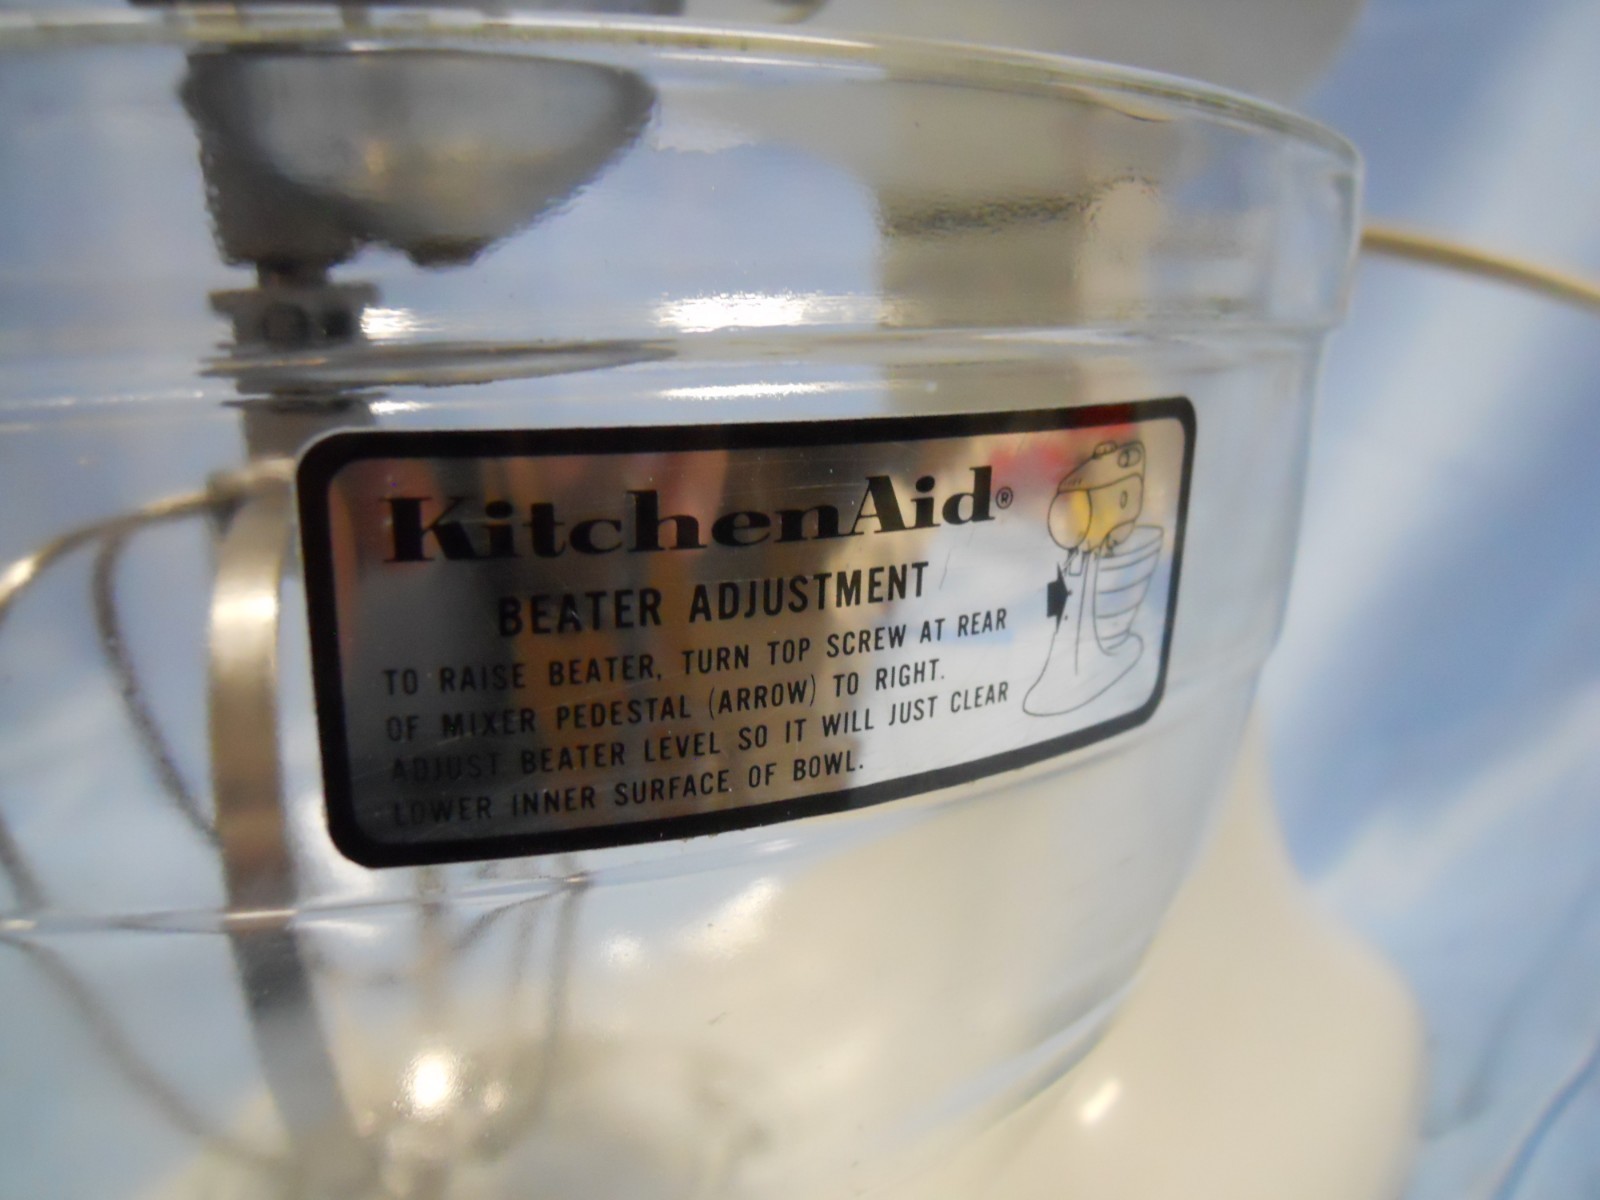 KitchenAid®
BEATER ADJUSTMENT
TO RAISE BEATER, TURN TOP SCREW AT REAR
OF MIXER PEDESTAL (ARROW) TO RIGHT.
ADJUST BEATER LEVEL SO IT WILL JUST CLEAR
LOWER INNER SURFACE OF BOWL.